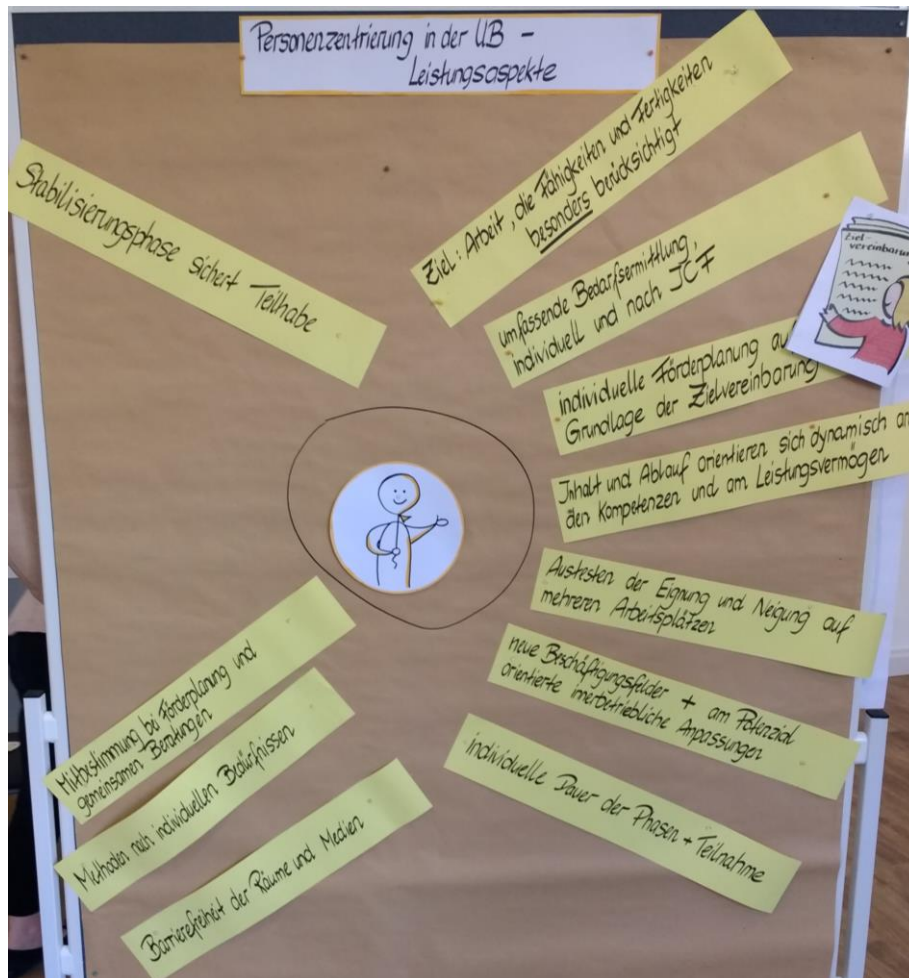 Personenzentrierung in der UB –
Leistungsaspekte
Stabilisierungsphase sichert Teilhabe
Ziel: Arbeit, die Fähigkeiten und Fertigkeiten
besonders berücksichtigt
umfassende Bedarfsermittlung,
individuell und nach ICF
Ziel-
vereinbarung
individuelle Förderplanung auf
Grundlage der Zielvereinbarung
Inhalt und Ablauf orientieren sich dynamisch an
den Kompetenzen und am Leistungsvermögen
Austesten der Eignung und Neigung auf
mehreren Arbeitsplätzen
neue Beschäftigungsfelder + am Potenzial
orientierte innerbetriebliche Anpassungen
individuelle Dauer der Phasen + Teilnahme
Mitbestimmung bei Förderplanung und
gemeinsamen Beratungen
Methoden nach individuellen Bedürfnissen
Barrierefreiheit der Räume und Medien